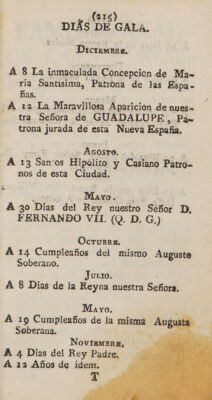 (215)
DIAS DE GALA.
DICIEMBRE.
A 8 La inmaculada Concepcion de Ma-
ria Santisima, Patrona de las Espa-
ñas.
A 12 La Maravillosa Aparicion de nues-
tra Señora de GUADALUPE, Pa-
trona jurada de esta Nueva España.
AGOSTO.
A 13 San os Hipólito y Casiano Patro-
nos de esta Ciudad.
MAYO.
A 30 Dias del Rey nuestro Señor D.
FERNANDO VII. (Q. D. G.)
OCTUBRE.
A 14 Cumpleaños del mismo Augusto
Soberano.
JULIO.
A 8 Dias de la Reyna nuestra Señora.
MAYO.
A 19 Cumpleaños de la misma Augusta
Soberana.
NOVIEMBRE.
A 4 Dias del Rey Padre.
A 12 Años de idem.
T